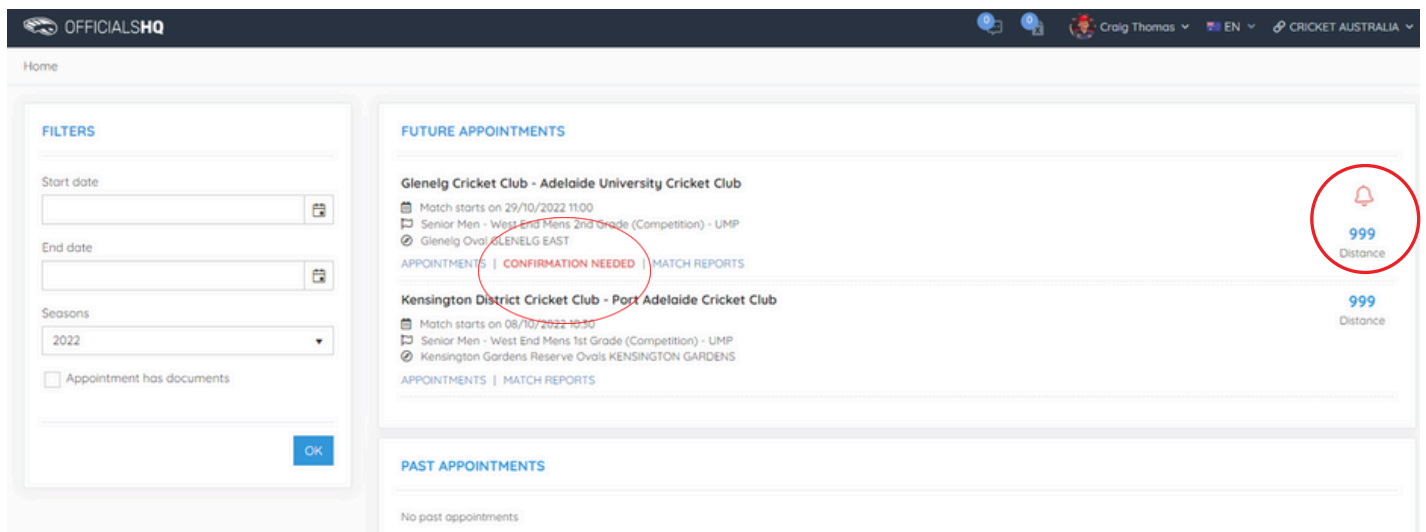 OFFICIALSHQ
0 0 Craig Thomas EN CRICKET AUSTRALIA
Home
FILTERS
Start date
End date
Seasons
2022
Appointment has documents
OK
FUTURE APPOINTMENTS
Glenelg Cricket Club - Adelaide University Cricket Club
Match starts on 29/10/2022 11:00
Senior Men - West End Mens 2nd Grade (Competition) - UMP
Glenelg Oval GLENELG EAST
APPOINTMENTS | CONFIRMATION NEEDED | MATCH REPORTS
999
Distance
Kensington District Cricket Club - Port Adelaide Cricket Club
Match starts on 08/10/2022 10:30
Senior Men - West End Mens 1st Grade (Competition) - UMP
Kensington Gardens Reserve Ovals KENSINGTON GARDENS
APPOINTMENTS | MATCH REPORTS
999
Distance
PAST APPOINTMENTS
No past appointments